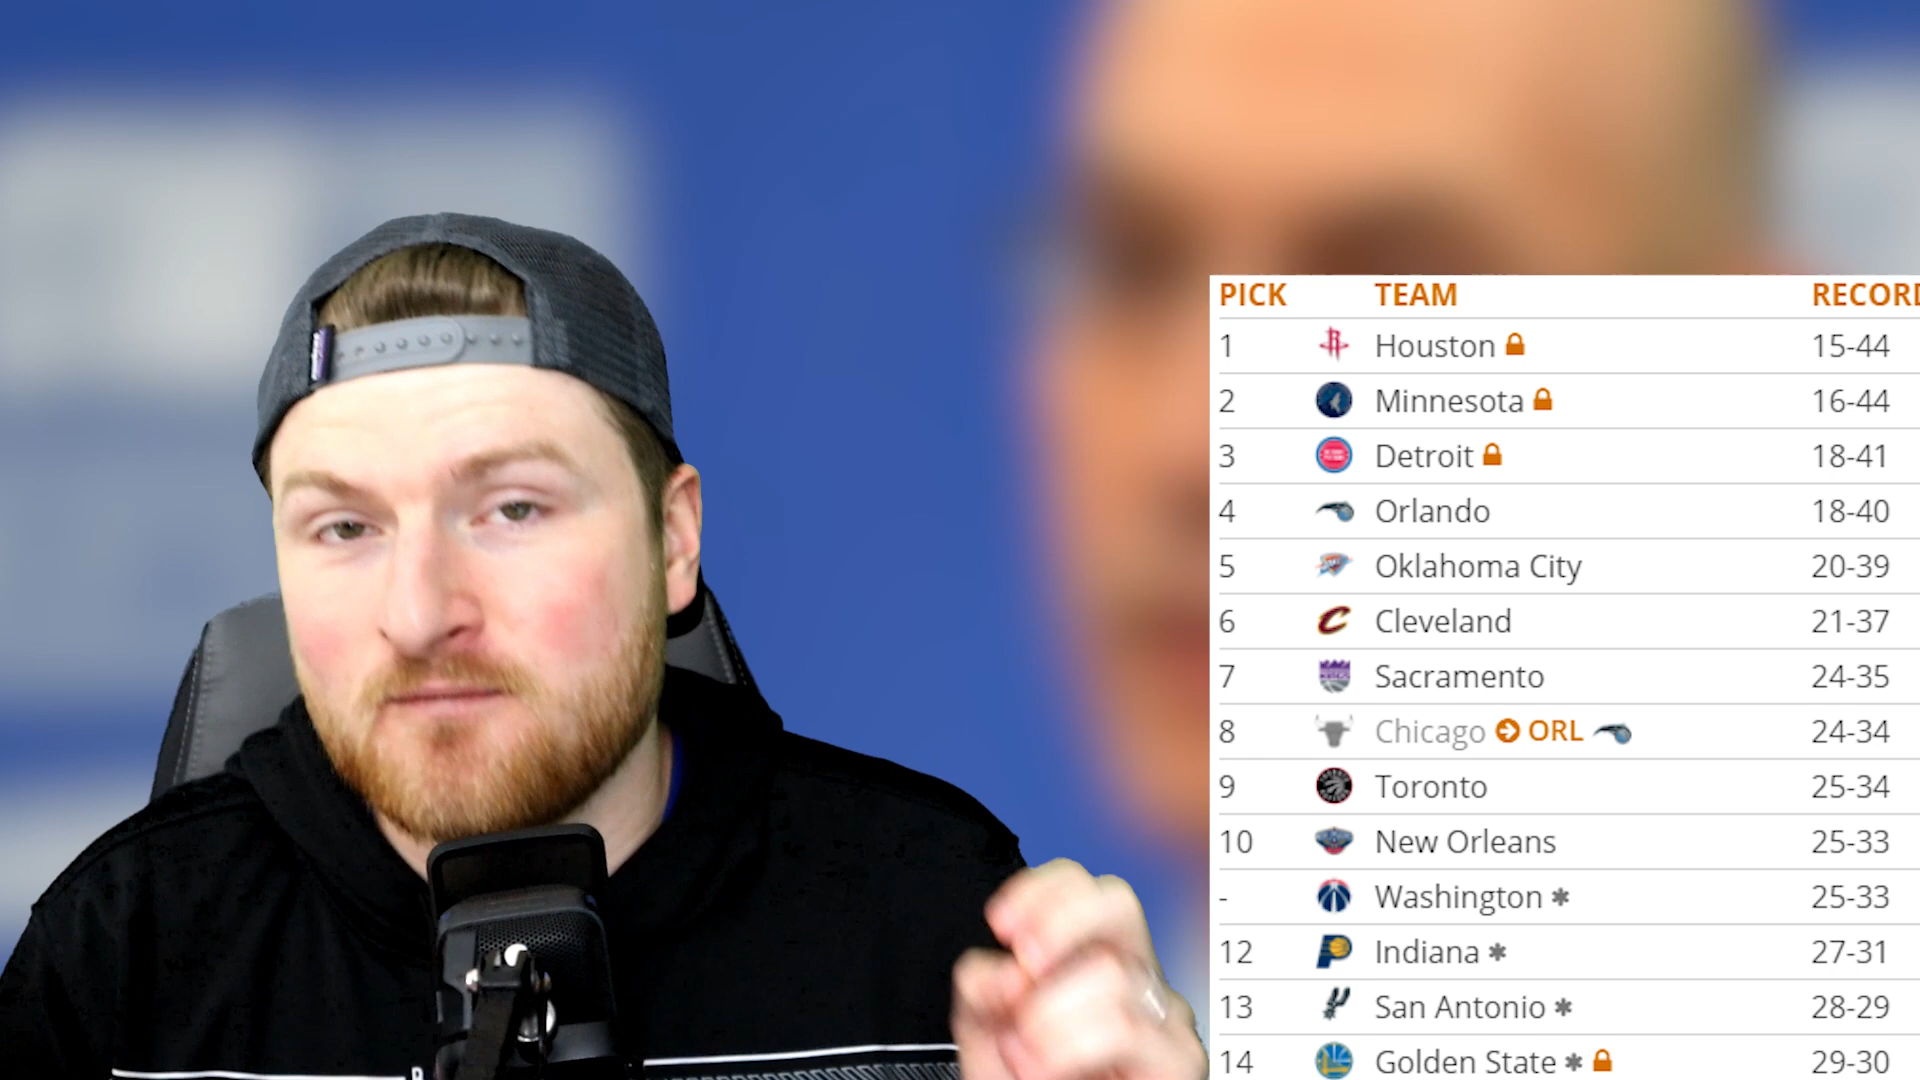 PICK TEAM RECORD
1 Houston 15-44
2 Minnesota 16-44
3 Detroit 18-41
4 Orlando 18-40
5 Oklahoma City 20-39
6 Cleveland 21-37
7 Sacramento 24-35
8 Chicago ORL 24-34
9 Toronto 25-34
10 New Orleans 25-33
- Washington * 25-33
12 Indiana * 27-31
13 San Antonio * 28-29
14 Golden State * 29-30